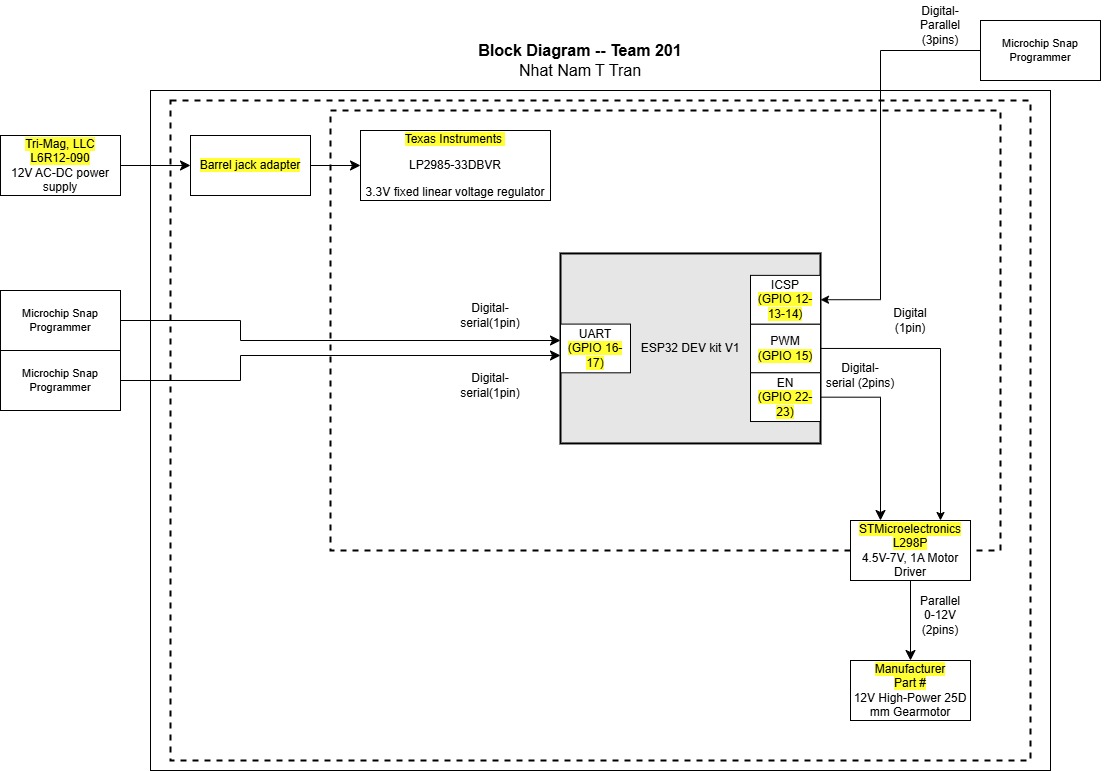 Block Diagram -- Team 201
Nhat Nam T Tran
Digital-
Parallel
(3pins)
Microchip Snap
Programmer
Tri-Mag, LLC
L6R12-090
12V AC-DC power
supply
Barrel jack adapter
Texas Instruments
LP2985-33DBVR
3.3V fixed linear voltage regulator
Microchip Snap
Programmer
Microchip Snap
Programmer
Digital-
serial(1pin)
Digital-
serial(1pin)
UART
(GPIO 16-
17)
ESP32 DEV kit V1
ICSP
(GPIO 12-
13-14)
PWM
(GPIO 15)
EN
(GPIO 22-
23)
Digital
(1pin)
Digital-
serial (2pins)
STMicroelectronics
L298P
4.5V-7V, 1A Motor
Driver
Parallel
0-12V
(2pins)
Manufacturer
Part #
12V High-Power 25D
mm Gearmotor